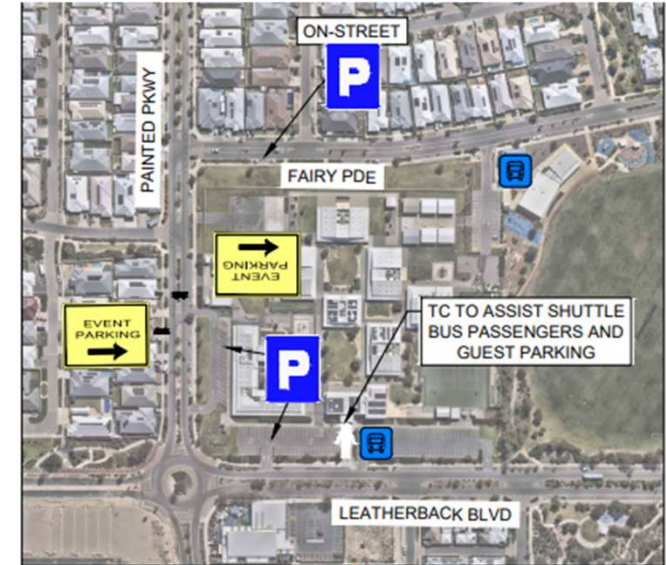 ON-STREET
P
PAINTED PKWY
FAIRY PDE
EVENT
PARKING
EVENT
PARKING
TC TO ASSIST SHUTTLE
BUS PASSENGERS AND
GUEST PARKING
P
LEATHERBACK BLVD